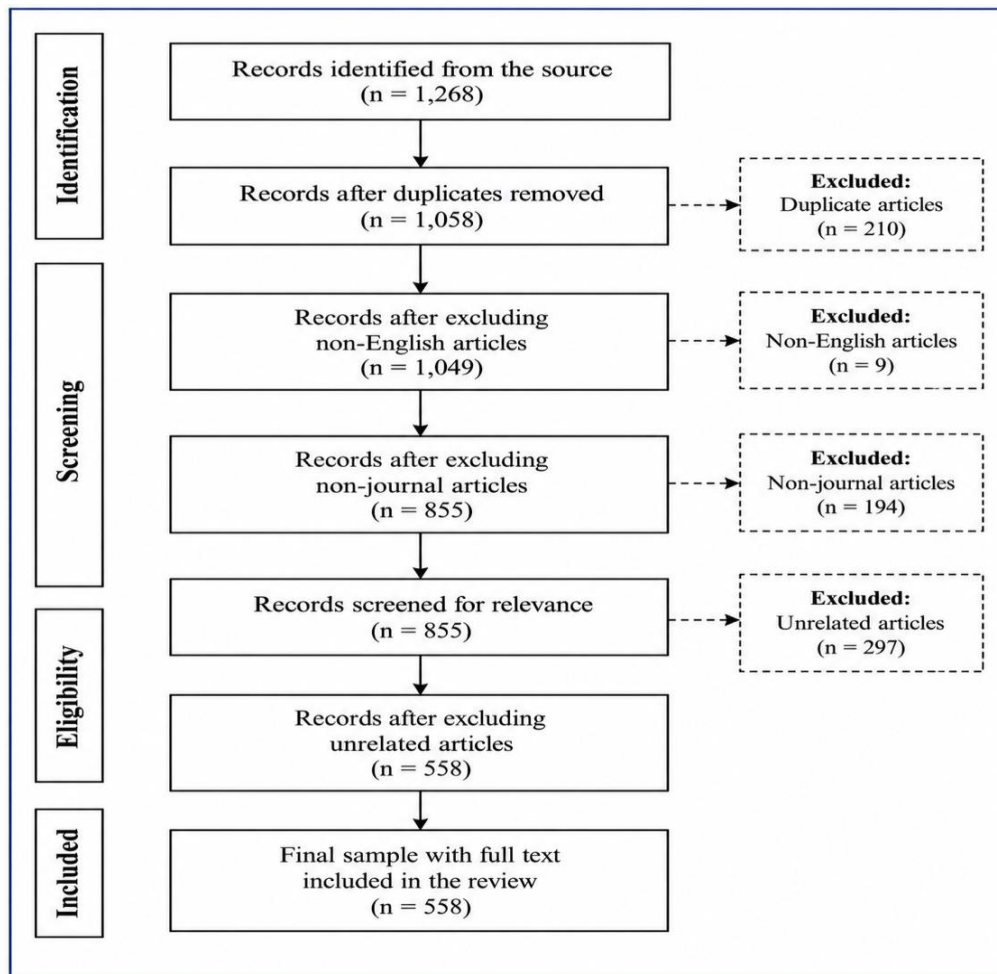 Identification
Records identified from the source
(n = 1,268)
Records after duplicates removed
(n = 1,058)
Excluded:
Duplicate articles
(n = 210)
Screening
Records after excluding
non-English articles
(n = 1,049)
Excluded:
Non-English articles
(n = 9)
Records after excluding
non-journal articles
(n = 855)
Excluded:
Non-journal articles
(n = 194)
Eligibility
Records screened for relevance
(n = 855)
Excluded:
Unrelated articles
(n = 297)
Records after excluding
unrelated articles
(n = 558)
Included
Final sample with full text
included in the review
(n = 558)